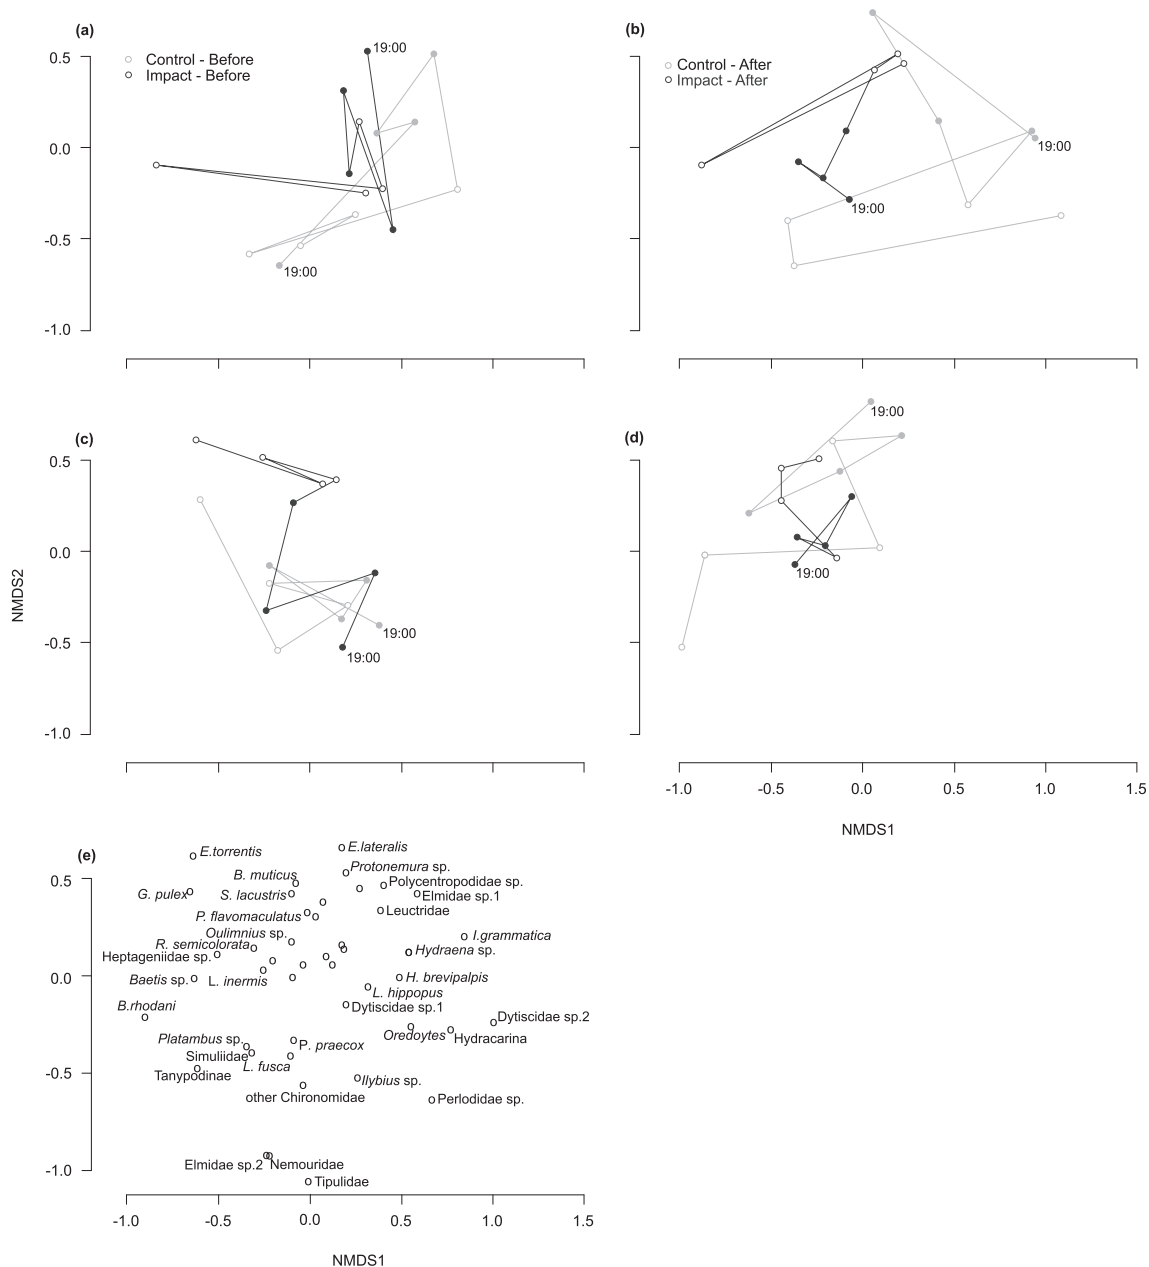 (a)
(b)
0.5
0.0
-0.5
-1.0
Control - Before
Impact - Before
19:00
19:00
Control - After
Impact - After
19:00
19:00
(c)
(d)
0.5
0.0
-0.5
-1.0
NMDS2
19:00
19:00
19:00
19:00
-1.0 -0.5 0.0 0.5 1.0 1.5
NMDS1
(e)
0.5
0.0
-0.5
-1.0
E.torrentis
E.lateralis
Protonemura sp.
B. muticus
Polycentropodidae sp.
G. pulex
S. lacustris
Elmidae sp.1
P. flavomaculatus
Leuctridae
Oulimnius sp.
I.grammatica
R. semicolorata
Heptageniidae sp.
Hydraena sp.
Baetis sp.
L. inermis
H. brevipalpis
L. hippopus
B.rhodani
Dytiscidae sp.1
Dytiscidae sp.2
Platambus sp.
P. praecox
Oredoytes
Hydracarina
Simuliidae
L. fusca
Tanypodinae
Ilybius sp.
other Chironomidae
Perlodidae sp.
Elmidae sp.2
Nemouridae
Tipulidae
-1.0 -0.5 0.0 0.5 1.0 1.5
NMDS1